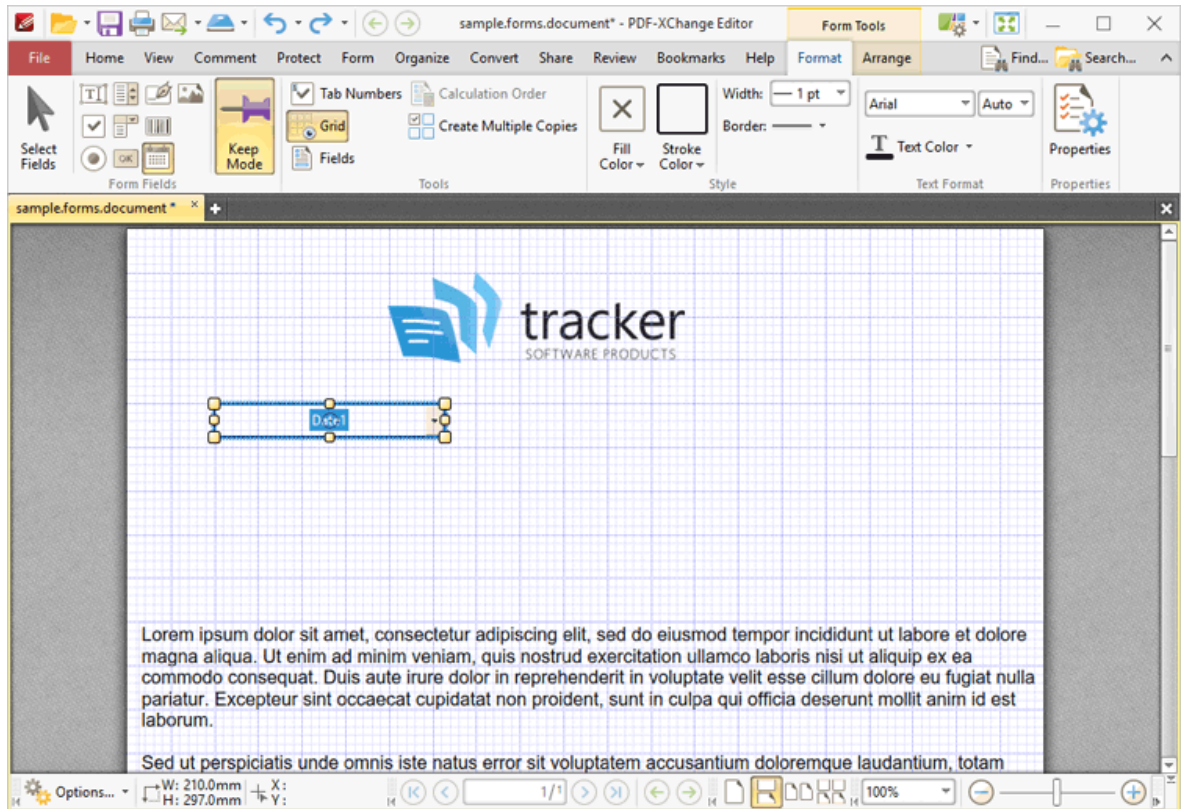 sample.forms.document* - PDF-XChange Editor
Form Tools
File Home View Comment Protect Form Organize Convert Share Review Bookmarks Help Format Arrange Find... Search...
Select Fields
T
OK
Form Fields
Keep Mode
Tab Numbers
Grid
Fields
Calculation Order
Create Multiple Copies
Tools
Fill Color
Stroke Color
Width: 1 pt
Border:
Style
Arial Auto
T Text Color
Text Format
Properties
Properties
sample.forms.document *
tracker
SOFTWARE PRODUCTS
Date1
Lorem ipsum dolor sit amet, consectetur adipiscing elit, sed do eiusmod tempor incididunt ut labore et dolore
magna aliqua. Ut enim ad minim veniam, quis nostrud exercitation ullamco laboris nisi ut aliquip ex ea
commodo consequat. Duis aute irure dolor in reprehenderit in voluptate velit esse cillum dolore eu fugiat nulla
pariatur. Excepteur sint occaecat cupidatat non proident, sunt in culpa qui officia deserunt mollit anim id est
laborum.
Sed ut perspiciatis unde omnis iste natus error sit voluptatem accusantium doloremque laudantium, totam
Options...
W: 210.0mm X:
H: 297.0mm Y:
1/1
100%